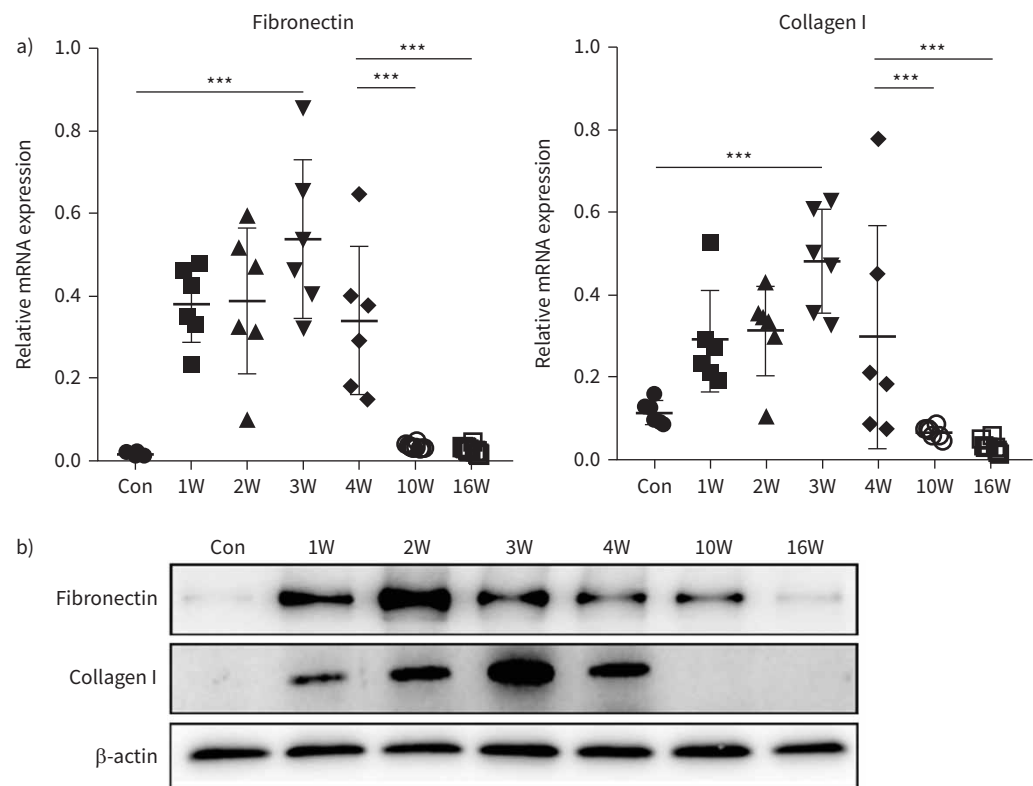 a)
Fibronectin
Relative mRNA expression
1.0
0.8
0.6
0.4
0.2
0.0
***
***
***
Con 1W 2W 3W 4W 10W 16W
Collagen I
Relative mRNA expression
1.0
0.8
0.6
0.4
0.2
0.0
***
***
***
Con 1W 2W 3W 4W 10W 16W
b)
Con 1W 2W 3W 4W 10W 16W
Fibronectin
Collagen I
β-actin